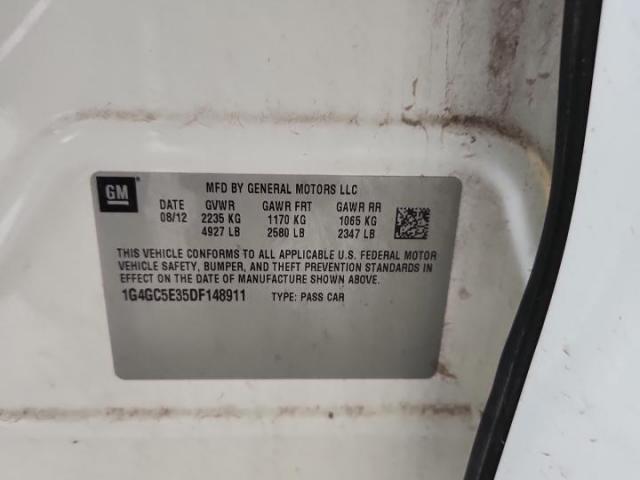 GM
MFD BY GENERAL MOTORS LLC
DATE GVWR GAWR FRT GAWR RR
08/12 2235 KG 1170 KG 1065 KG
4927 LB 2580 LB 2347 LB
THIS VEHICLE CONFORMS TO ALL APPLICABLE U.S. FEDERAL MOTOR
VEHICLE SAFETY, BUMPER, AND THEFT PREVENTION STANDARDS IN
EFFECT ON THE DATE OF MANUFACTURE SHOWN ABOVE.
1G4GC5E35DF148911 TYPE: PASS CAR